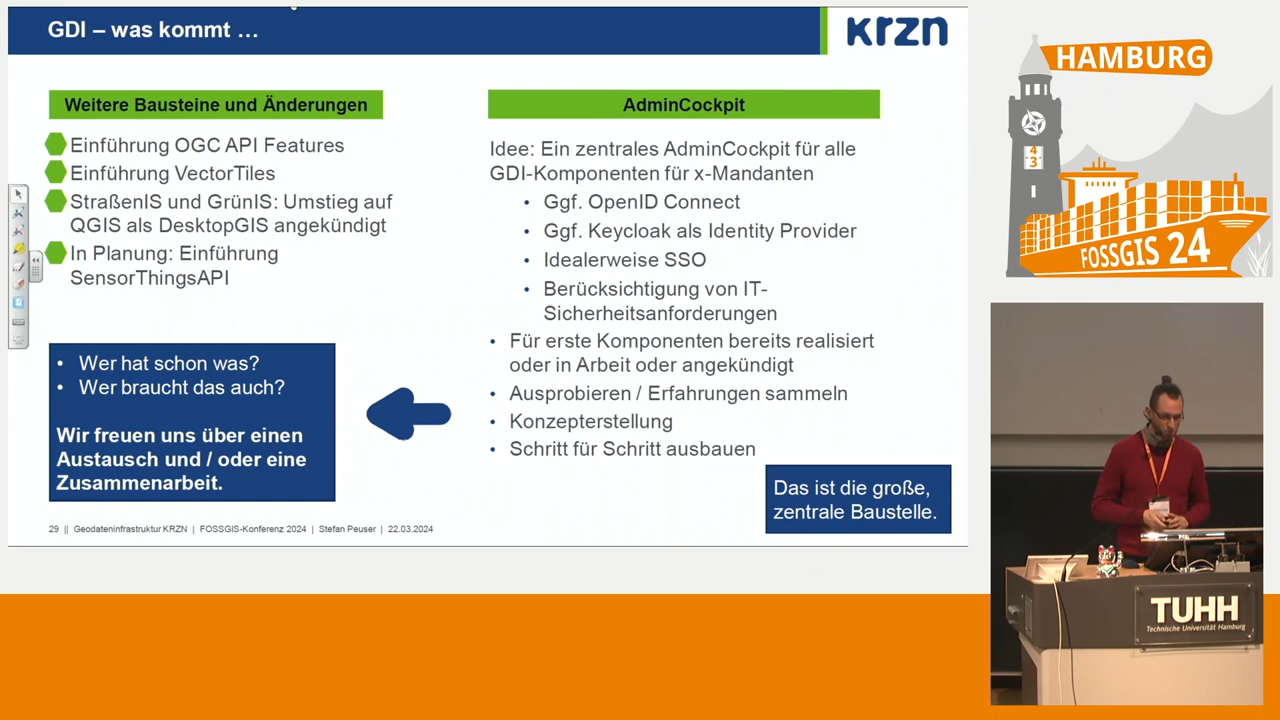 GDI – was kommt …
krzn
Weitere Bausteine und Änderungen
Einführung OGC API Features
Einführung VectorTiles
StraßenIS und GrünIS: Umstieg auf
QGIS als DesktopGIS angekündigt
In Planung: Einführung
SensorThingsAPI
• Wer hat schon was?
• Wer braucht das auch?
Wir freuen uns über einen
Austausch und / oder eine
Zusammenarbeit.
AdminCockpit
Idee: Ein zentrales AdminCockpit für alle
GDI-Komponenten für x-Mandanten
• Ggf. OpenID Connect
• Ggf. Keycloak als Identity Provider
• Idealerweise SSO
• Berücksichtigung von IT-
Sicherheitsanforderungen
• Für erste Komponenten bereits realisiert
oder in Arbeit oder angekündigt
• Ausprobieren / Erfahrungen sammeln
• Konzepterstellung
• Schritt für Schritt ausbauen
Das ist die große,
zentrale Baustelle.
29 || Geodateninfrastruktur KRZN | FOSSGIS-Konferenz 2024 | Stefan Peuser | 22.03.2024
HAMBURG
4
3
FOSSGIS 24
TUHH
Technische Universität Hamburg